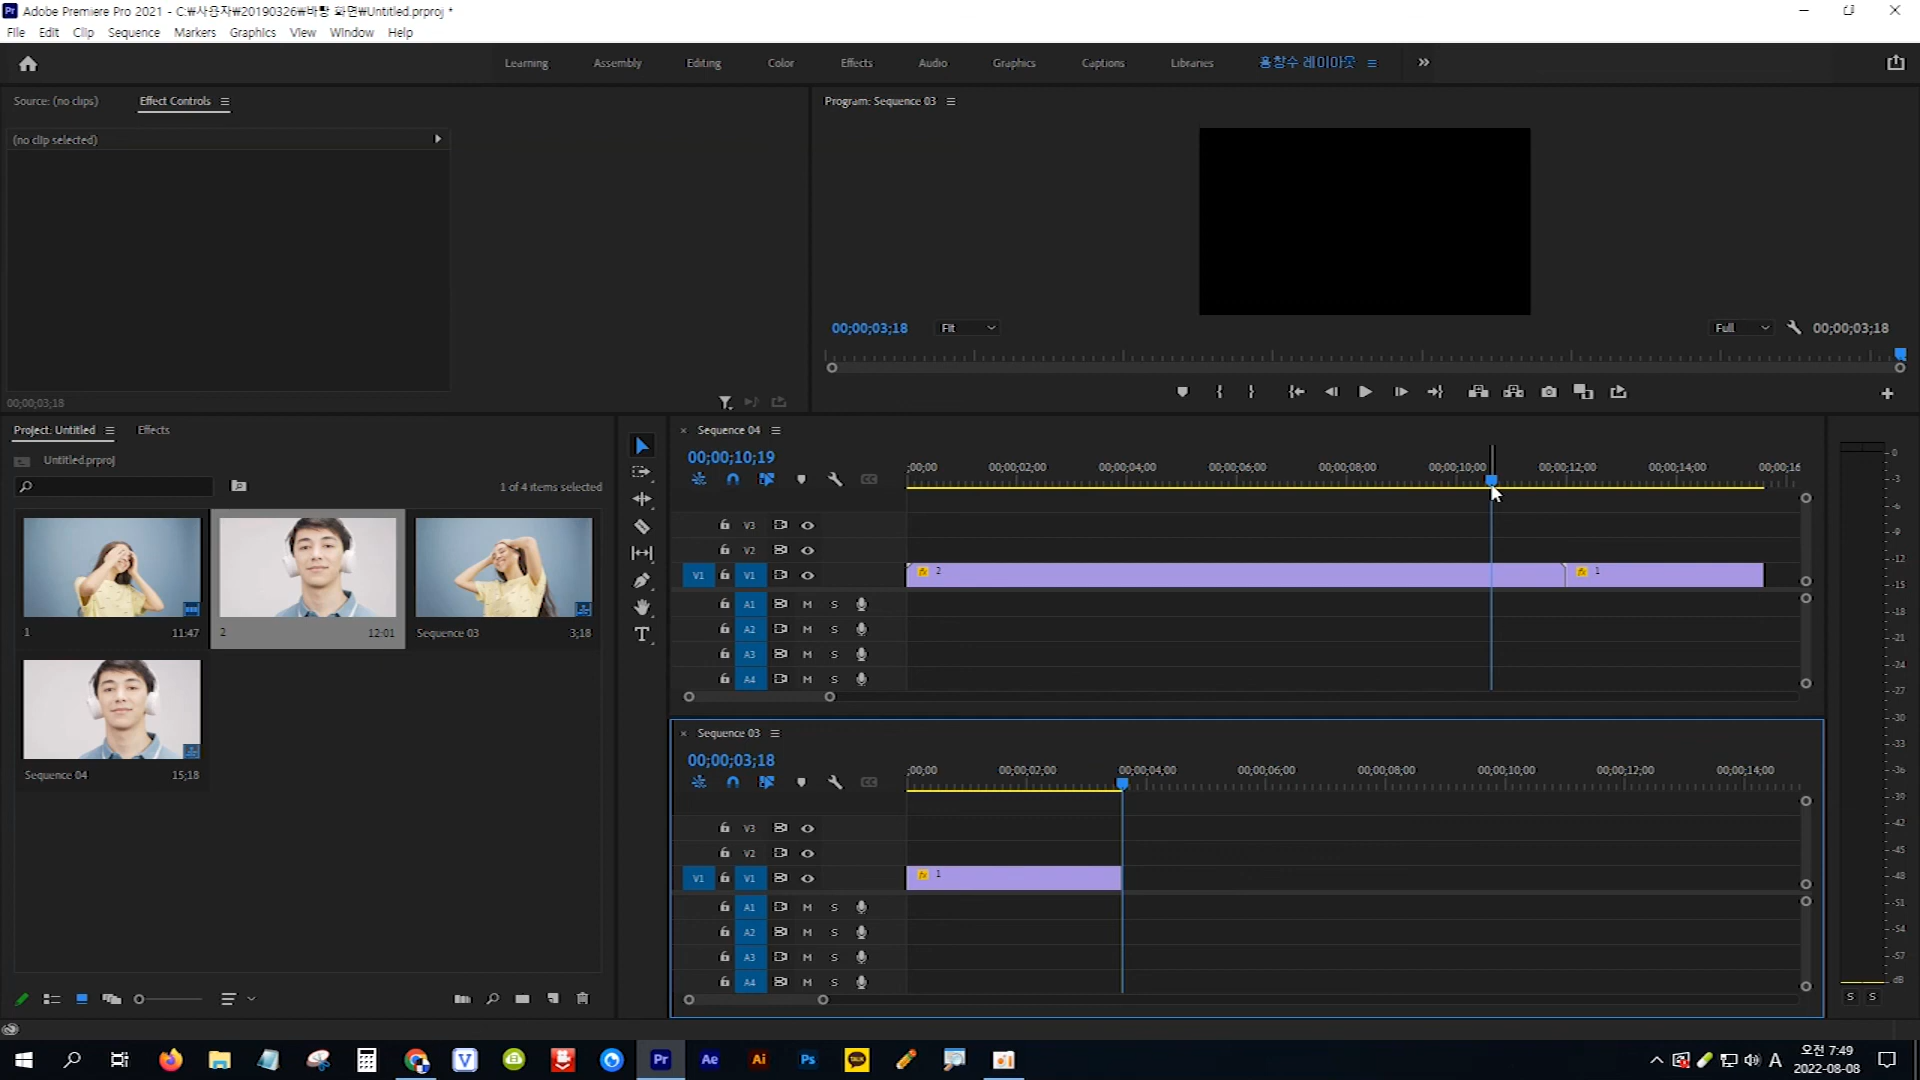 Adobe Premiere Pro 2021 - C:₩사용자₩20190326₩바탕 화면₩Untitled.prproj *
File Edit Clip Sequence Markers Graphics View Window Help
Learning Assembly Editing Color Effects Audio Graphics Captions Libraries 홍창수 레이아웃
Source: (no clips) Effect Controls
Program: Sequence 03
(no clip selected)
00;00;03;18 Fit Full 00;00;03;18
00;00;03;18
Project: Untitled Effects
Untitled.prproj
1 of 4 items selected
1 11:47
2 12:01
Sequence 03 3;18
Sequence 04 15;18
Sequence 04
00;00;10;19
;00;00 00;00;02;00 00;00;04;00 00;00;06;00 00;00;08;00 00;00;10;00 00;00;12;00 00;00;14;00 00;00;16
V3
V2
V1 V1 2 1
A1 M S
A2 M S
A3 M S
A4 M S
Sequence 03
00;00;03;18
;00;00 00;00;02;00 00;00;04;00 00;00;06;00 00;00;08;00 00;00;10;00 00;00;12;00 00;00;14;00
V3
V2
V1 V1 1
A1 M S
A2 M S
A3 M S
A4 M S
0
-3
-6
-9
-12
-15
-18
-21
-24
-27
-30
-33
-36
-39
-42
-45
-48
-51
-54
-57
dB
S S
Pr Ae Ai Ps TALK
A 오전 7:49
2022-08-08